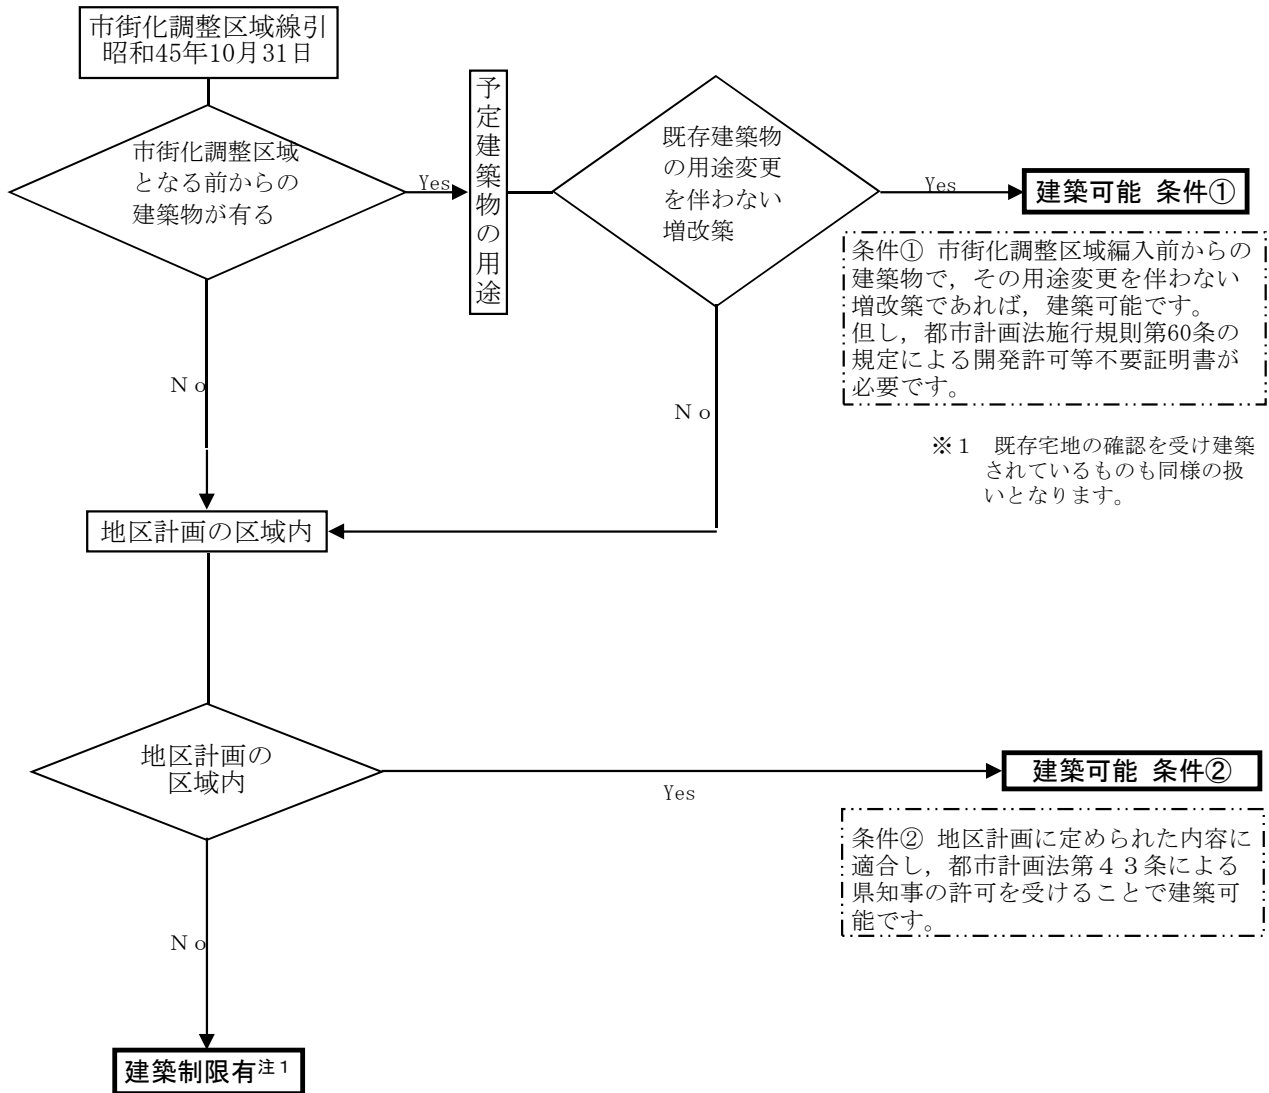 市街化調整区域線引
昭和45年10月31日
市街化調整区域
となる前からの
建築物が有る
Yes
予定建築物の用途
既存建築物
の用途変更
を伴わない
増改築
Yes
建築可能 条件①
条件① 市街化調整区域編入前からの
建築物で，その用途変更を伴わない
増改築であれば，建築可能です。
但し，都市計画法施行規則第60条の
規定による開発許可等不要証明書が
必要です。
Ｎｏ
Ｎｏ
※１　既存宅地の確認を受け建築
されているものも同様の扱
いとなります。
地区計画の区域内
地区計画の
区域内
Yes
建築可能 条件②
条件② 地区計画に定められた内容に
適合し，都市計画法第４３条による
県知事の許可を受けることで建築可
能です。
Ｎｏ
建築制限有注１